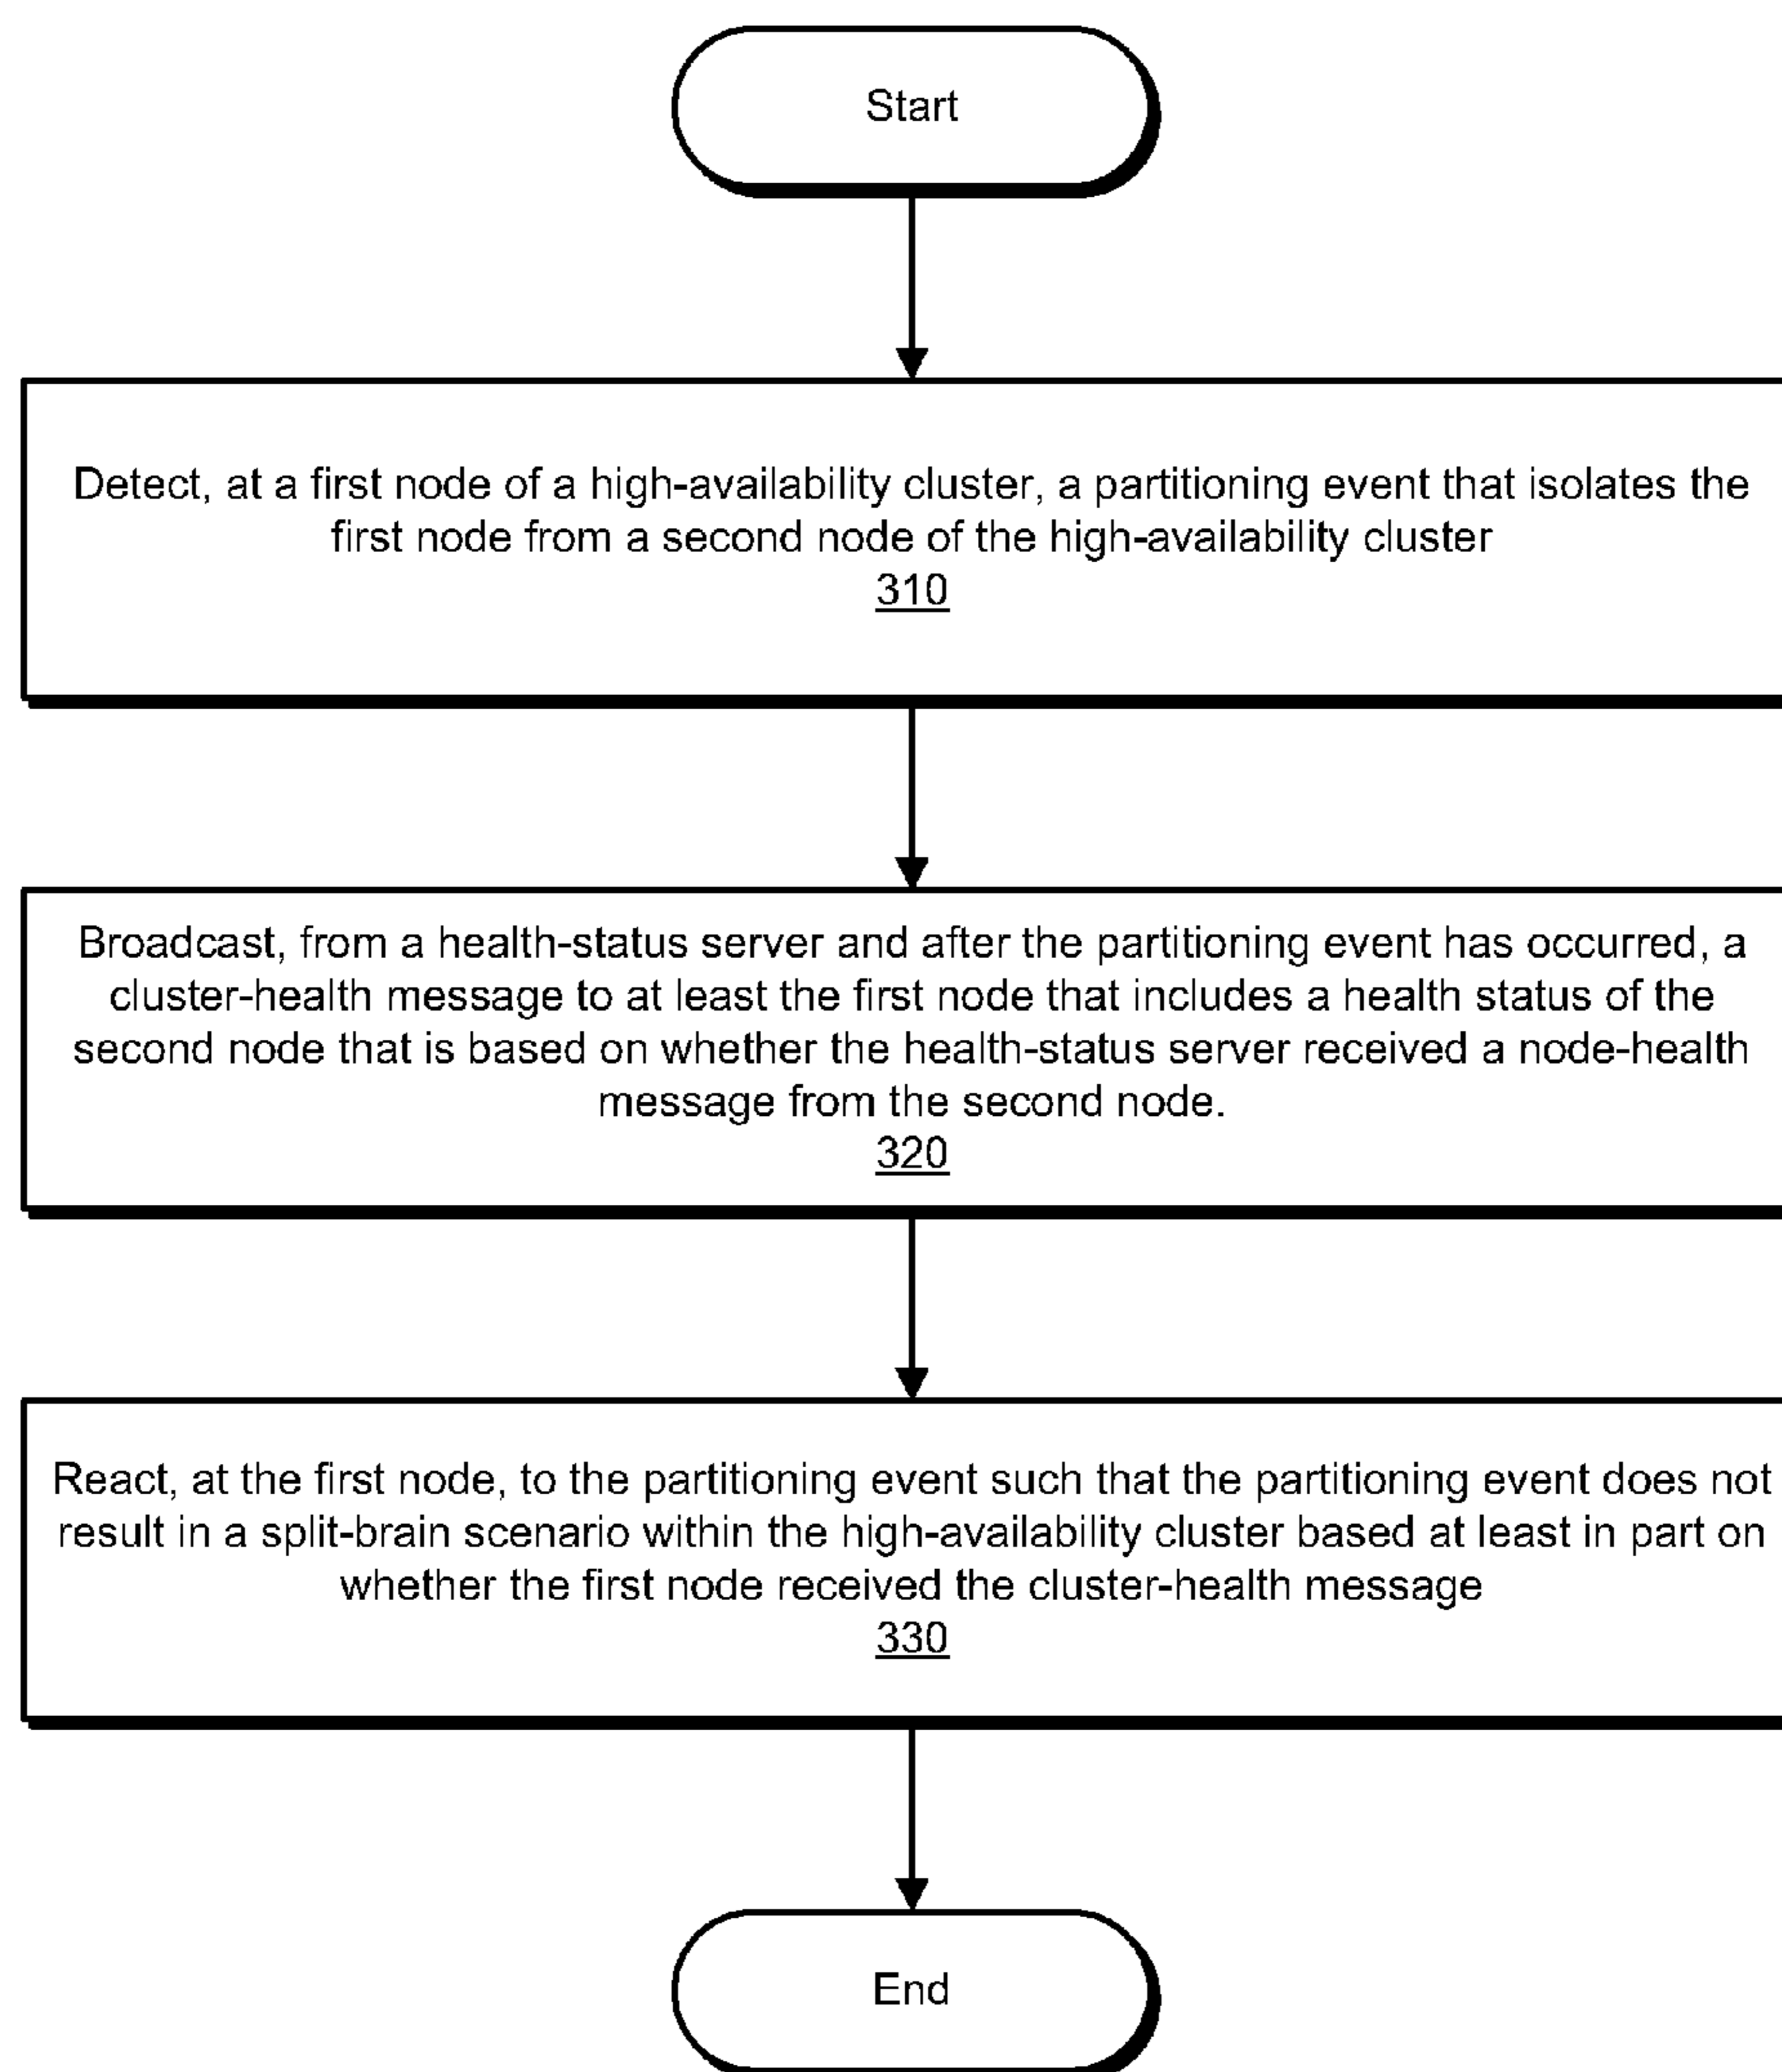 Start
Detect, at a first node of a high-availability cluster, a partitioning event that isolates the
first node from a second node of the high-availability cluster
310
Broadcast, from a health-status server and after the partitioning event has occurred, a
cluster-health message to at least the first node that includes a health status of the
second node that is based on whether the health-status server received a node-health
message from the second node.
320
React, at the first node, to the partitioning event such that the partitioning event does not
result in a split-brain scenario within the high-availability cluster based at least in part on
whether the first node received the cluster-health message
330
End